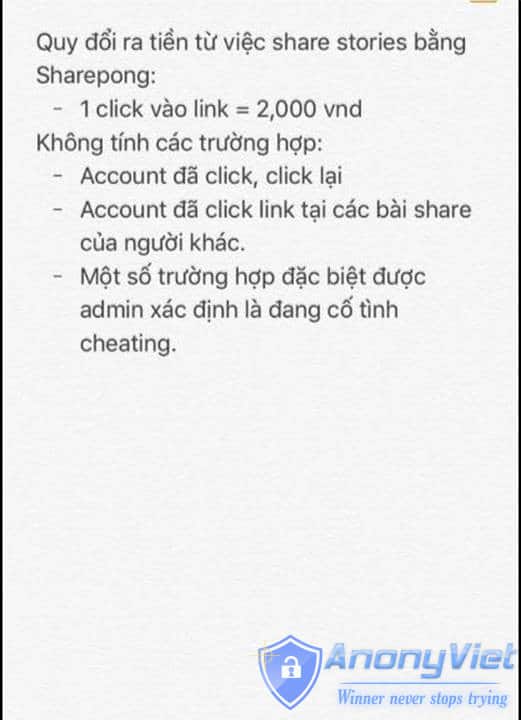 Quy đổi ra tiền từ việc share stories bằng
Sharepong:
- 1 click vào link = 2,000 vnd
Không tính các trường hợp:
- Account đã click, click lại
- Account đã click link tại các bài share
của người khác.
- Một số trường hợp đặc biệt được
admin xác định là đang cố tình
cheating.
AnonyViet
Winner never stops trying